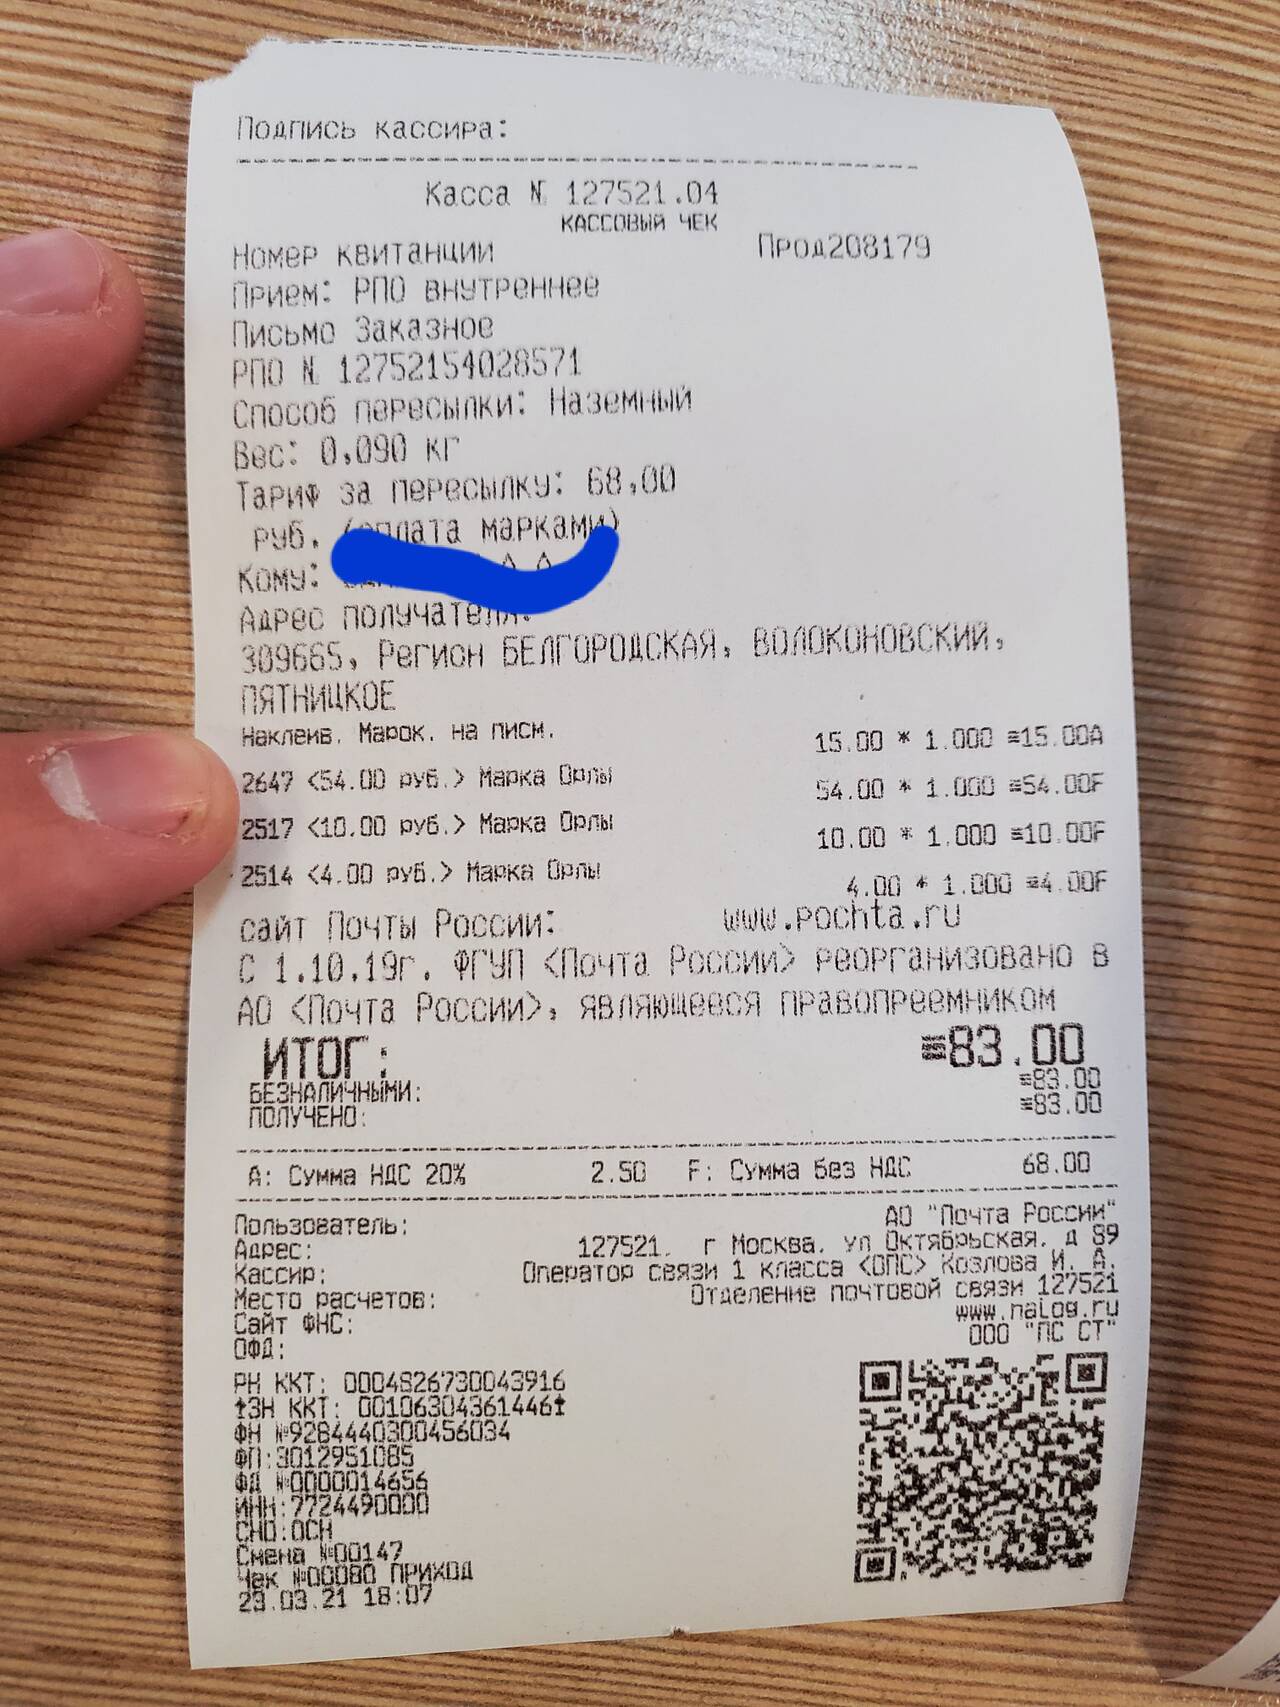 Подпись кассира:
Касса № 127521.04
КАССОВЫЙ ЧЕК
Номер квитанции Прод208179
Прием: РПО внутреннее
Письмо Заказное
РПО № 12752154028571
Способ пересылки: Наземный
Вес: 0,090 кг
Тариф за пересылку: 68,00
руб. (оплата марками)
Кому:
Адрес получателя:
309665, Регион БЕЛГОРОДСКАЯ, ВОЛОКОНОВСКИЙ,
ПЯТНИЦКОЕ
Наклеив. Марок. на писм. 15.00 * 1.000 ≡15.00А
2647 <54.00 руб.> Марка Орлы 54.00 * 1.000 ≡54.00F
2517 <10.00 руб.> Марка Орлы 10.00 * 1.000 ≡10.00F
2514 <4.00 руб.> Марка Орлы 4.00 * 1.000 ≡4.00F
сайт Почты России: www.pochta.ru
С 1.10.19г. ФГУП <Почта России> реорганизовано в
АО <Почта России>, являющееся правопреемником
ИТОГ: ≡83.00
БЕЗНАЛИЧНЫМИ: ≡83.00
ПОЛУЧЕНО: ≡83.00
А: Сумма НДС 20% 2.50 F: Сумма без НДС 68.00
Пользователь: АО "Почта России"
Адрес: 127521, г Москва, ул Октябрьская, д 89
Кассир: Оператор связи 1 класса <ОПС> Козлова И. А.
Место расчетов: Отделение почтовой связи 127521
Сайт ФНС: www.nalog.ru
ОФД: ООО "ПС СТ"
РН ККТ: 0004826730043916
ЗН ККТ: 00106304361446
ФН №9284440300456034
ФП:3012951085
ФД №0000014656
ИНН:7724490000
СНО:ОСН
Смена №00147
Чек №00080 ПРИХОД
23.03.21 18:07